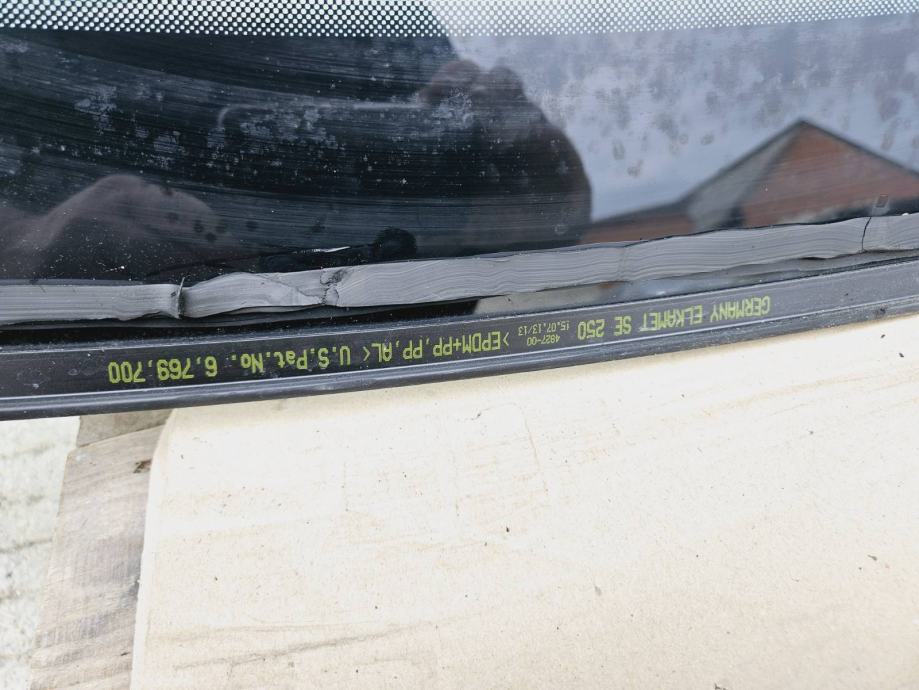 GERMANY ELKAMET SE 250
4827-00
15.07.13/13
>EPDM+PP,PP,AL< U.S.Pat.No.: 6,769,700